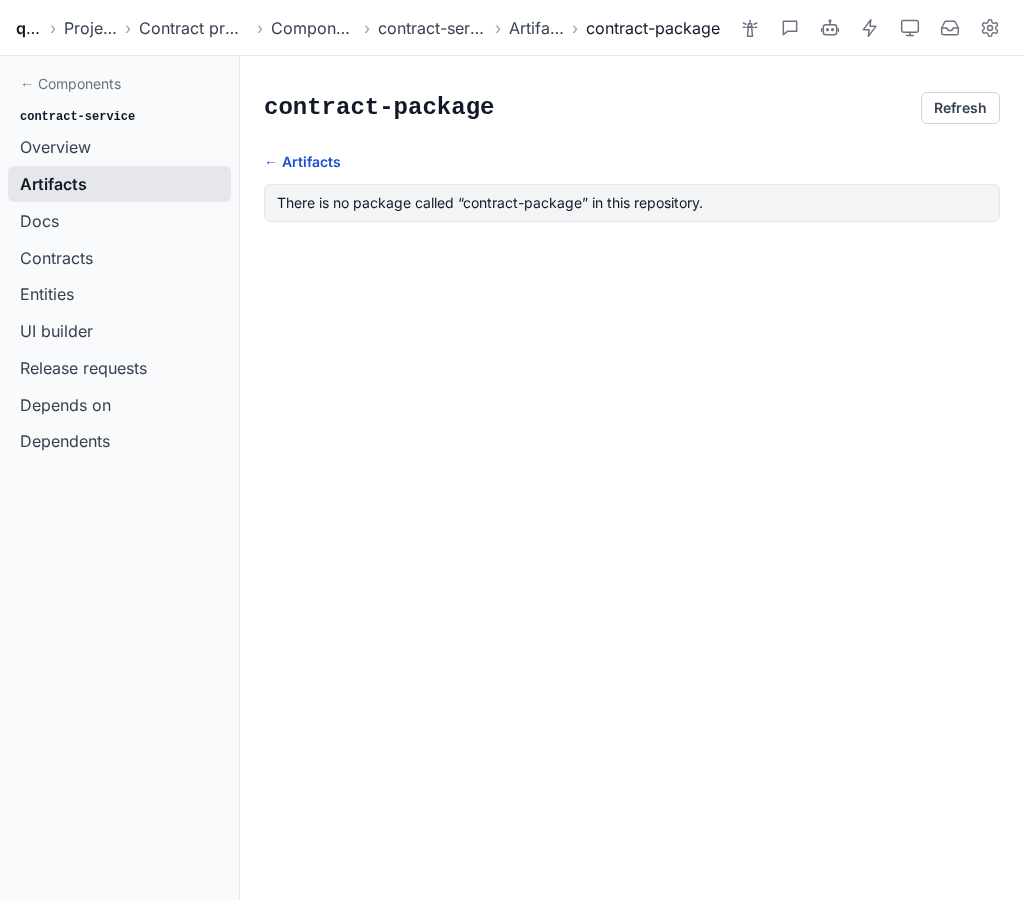 q... › Proje... › Contract pr... › Compon... › contract-ser... › Artifa... › contract-package
← Components
contract-service
Overview
Artifacts
Docs
Contracts
Entities
UI builder
Release requests
Depends on
Dependents
contract-package
Refresh
← Artifacts
There is no package called “contract-package” in this repository.